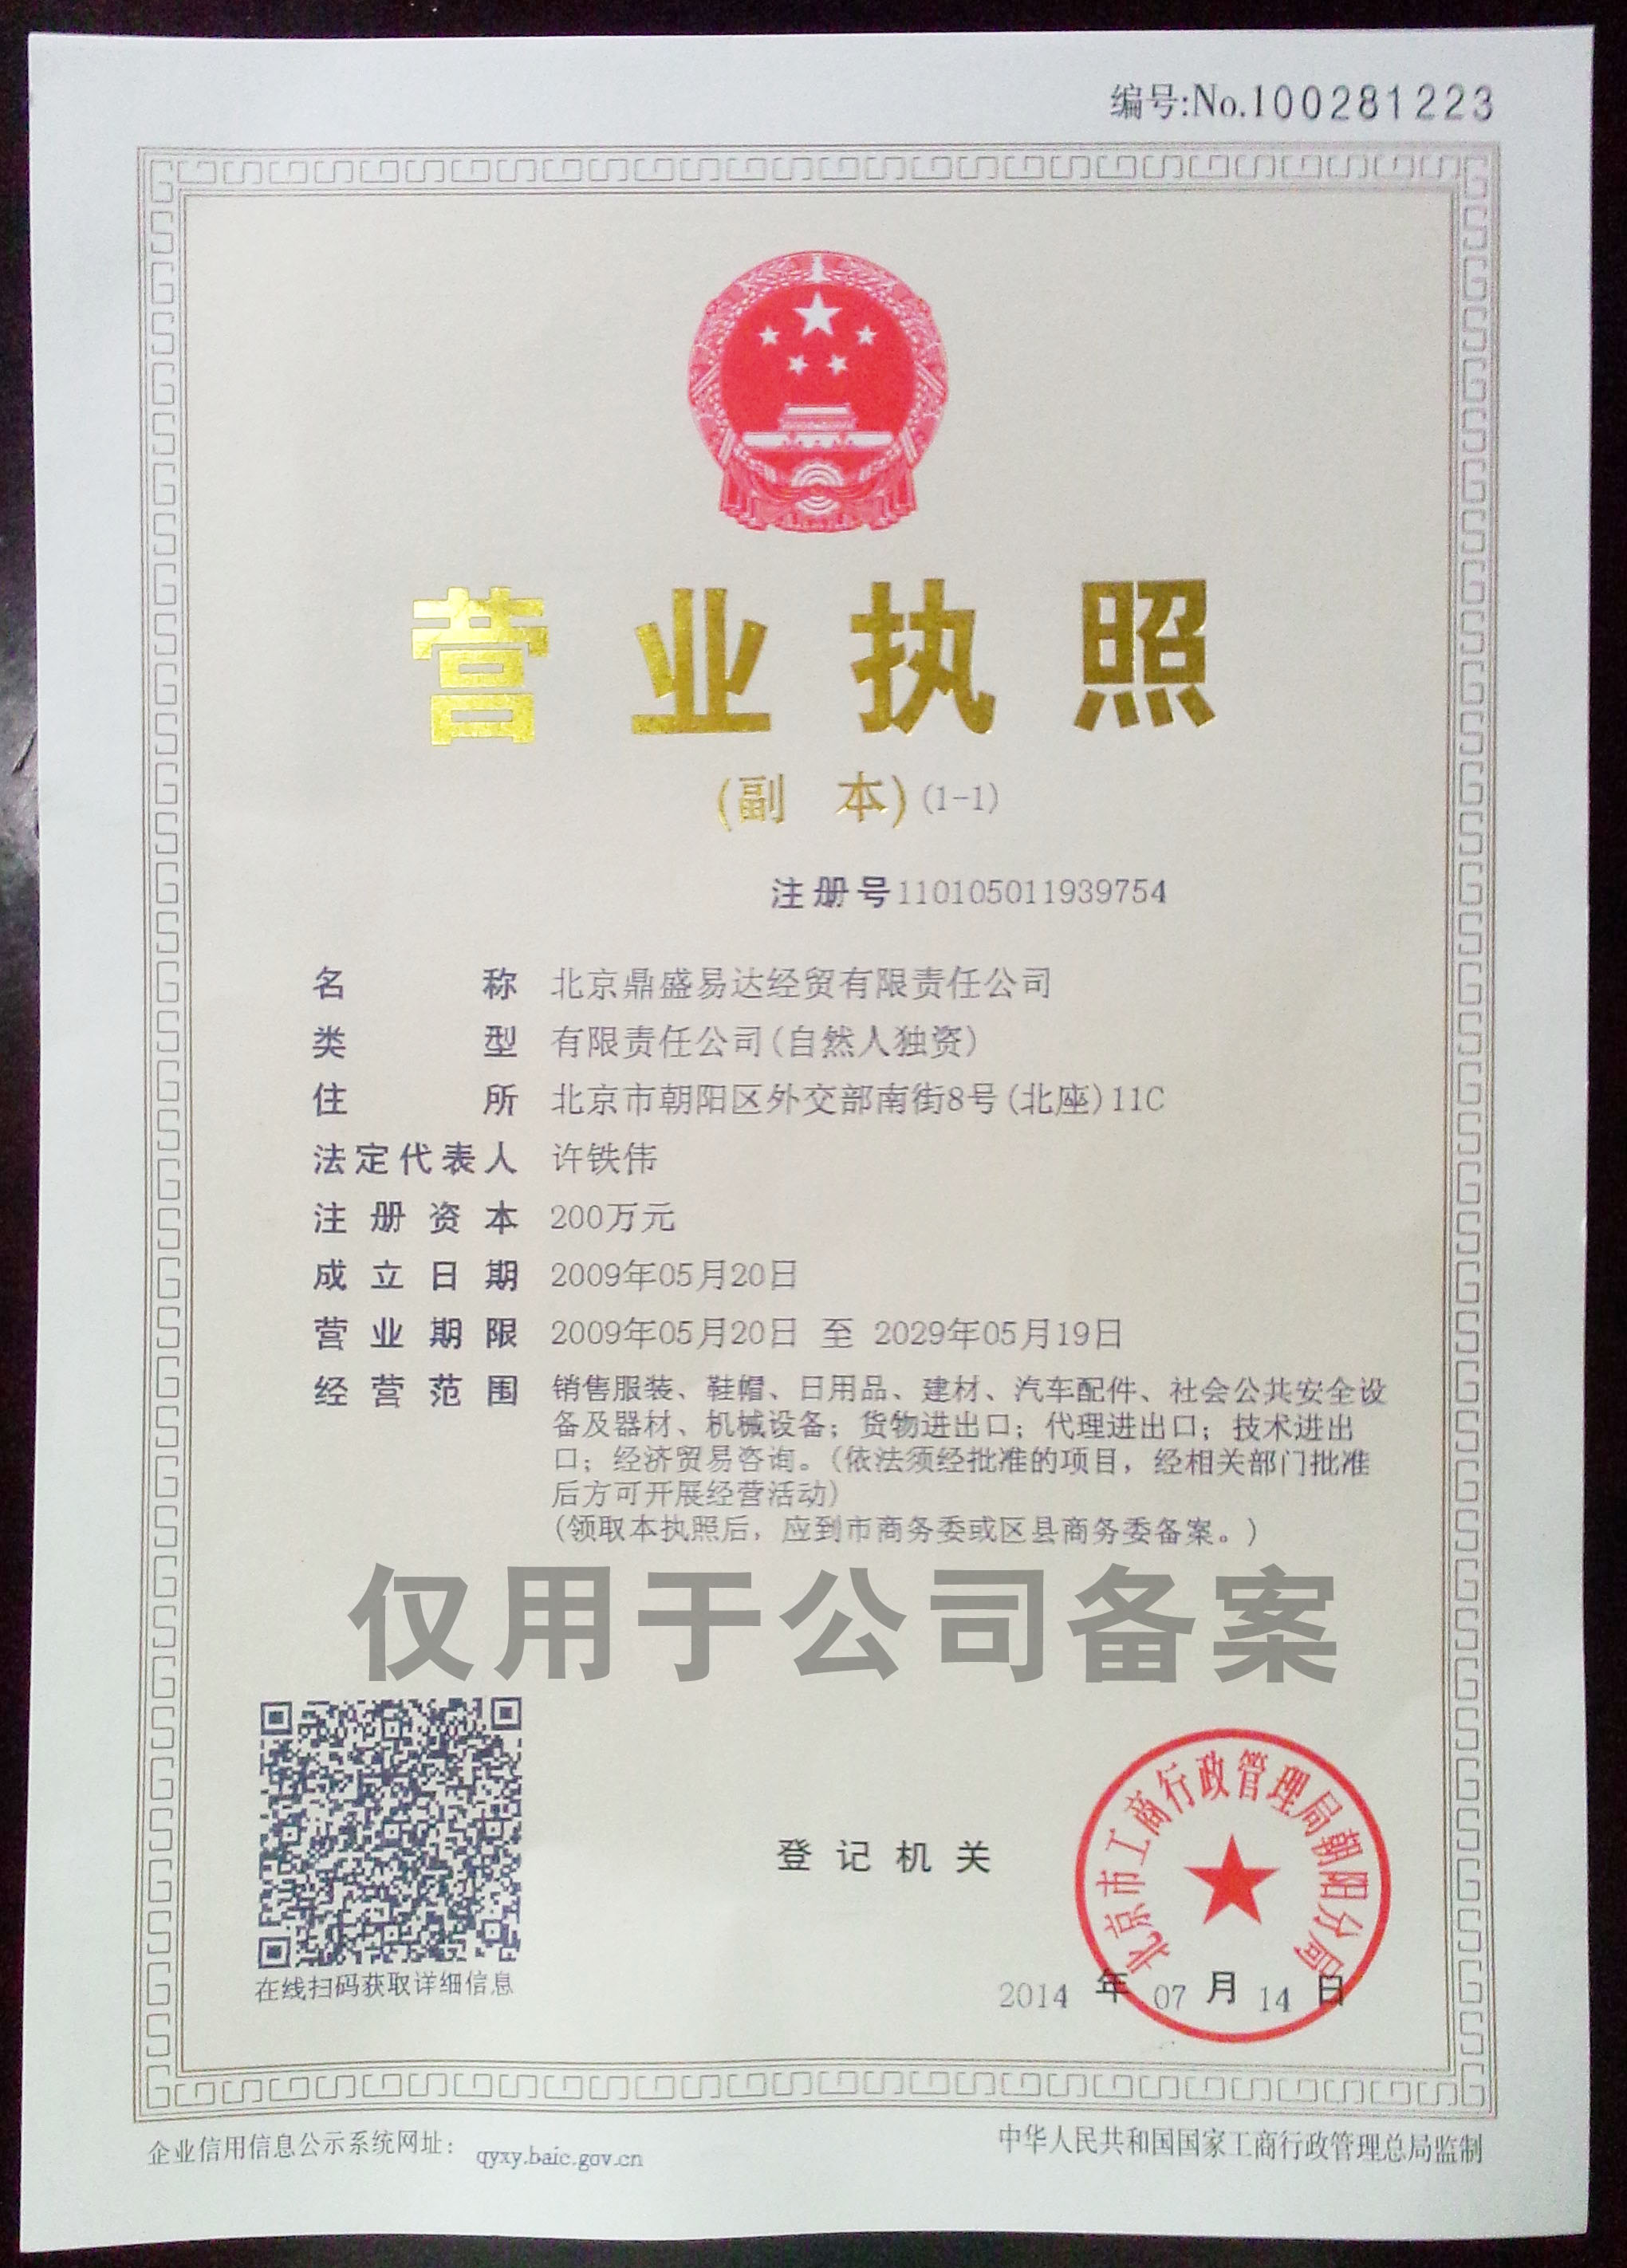 编号:No.100281223
营业执照
(副 本)(1-1)
注册号110105011939754
名称 北京鼎盛易达经贸有限责任公司
类型 有限责任公司(自然人独资)
住所 北京市朝阳区外交部南街8号(北座)11C
法定代表人 许铁伟
注册资本 200万元
成立日期 2009年05月20日
营业期限 2009年05月20日 至 2029年05月19日
经营范围 销售服装、鞋帽、日用品、建材、汽车配件、社会公共安全设
备及器材、机械设备；货物进出口；代理进出口；技术进出
口；经济贸易咨询。(依法须经批准的项目，经相关部门批准
后方可开展经营活动)
(领取本执照后，应到市商务委或区县商务委备案。)
仅用于公司备案
在线扫码获取详细信息
登记机关
北京市工商行政管理局朝阳分局
2014 年 07 月 14 日
企业信用信息公示系统网址： qyxy.baic.gov.cn
中华人民共和国国家工商行政管理总局监制